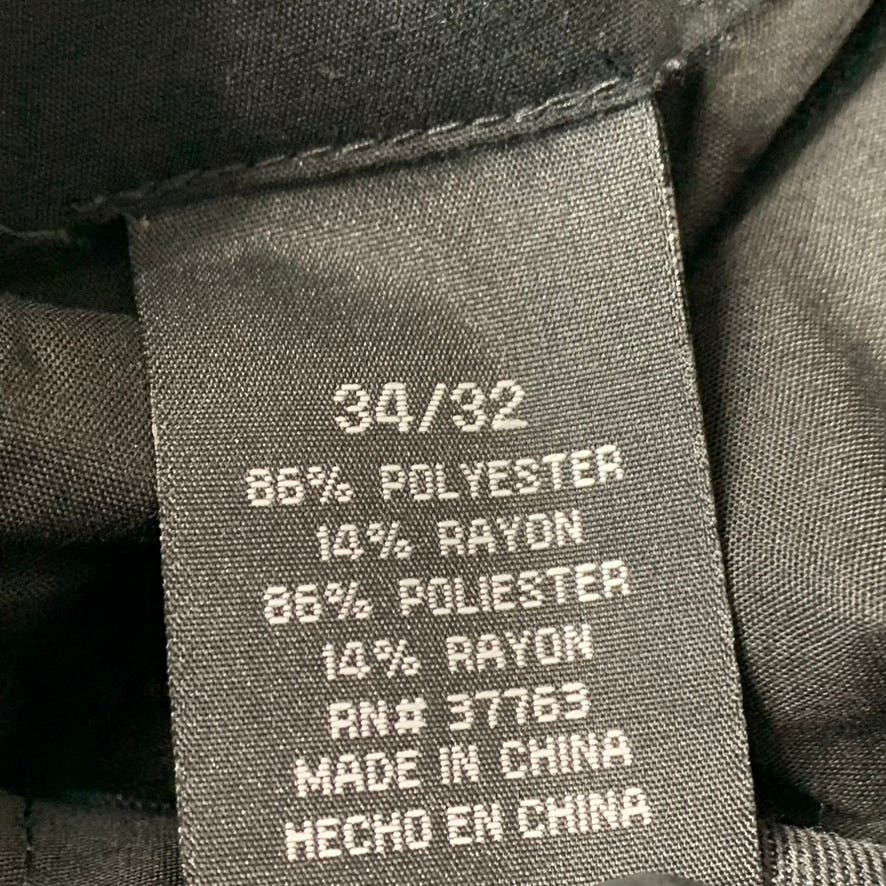 34/32
86% POLYESTER
14% RAYON
86% POLIESTER
14% RAYON
RN# 37763
MADE IN CHINA
HECHO EN CHINA